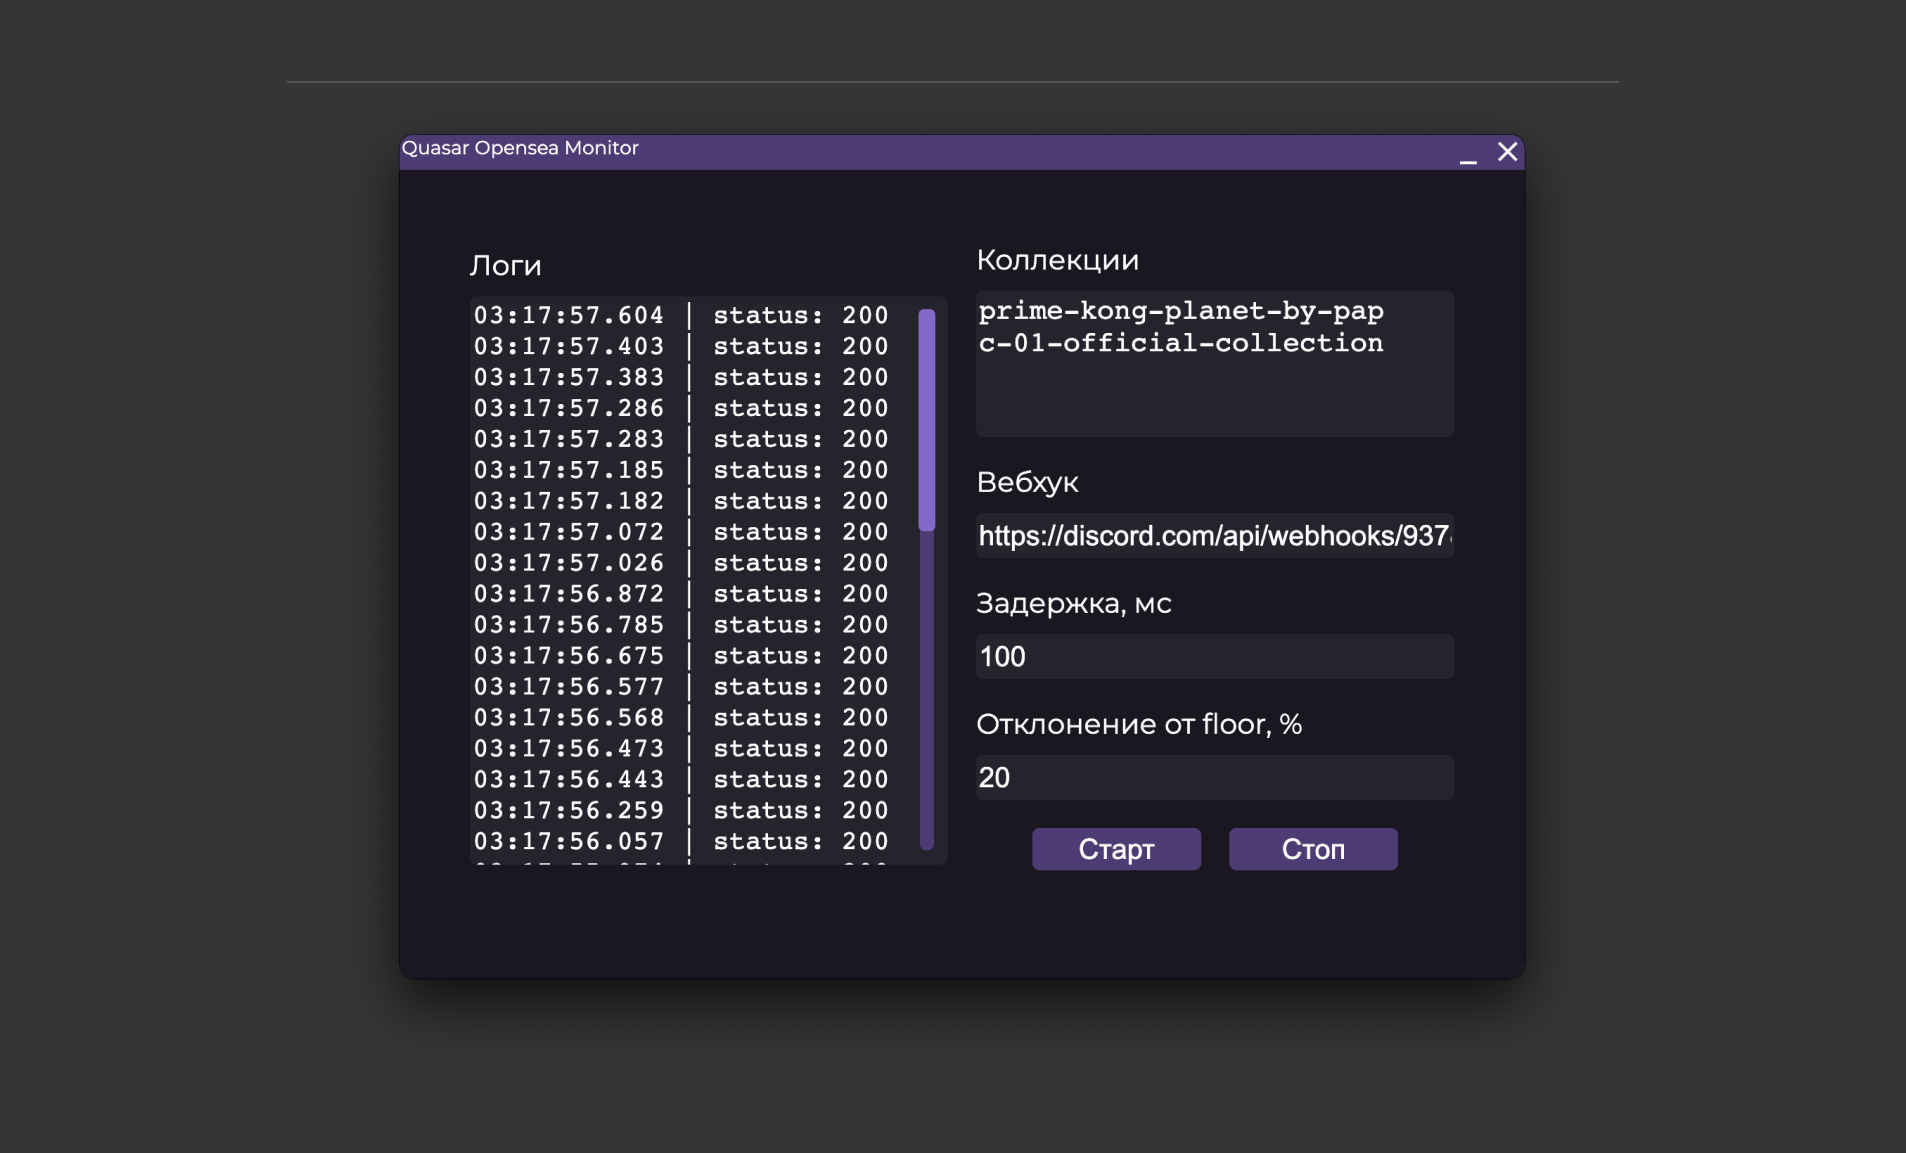 Quasar Opensea Monitor
Логи
03:17:57.604 | status: 200
03:17:57.403 | status: 200
03:17:57.383 | status: 200
03:17:57.286 | status: 200
03:17:57.283 | status: 200
03:17:57.185 | status: 200
03:17:57.182 | status: 200
03:17:57.072 | status: 200
03:17:57.026 | status: 200
03:17:56.872 | status: 200
03:17:56.785 | status: 200
03:17:56.675 | status: 200
03:17:56.577 | status: 200
03:17:56.568 | status: 200
03:17:56.473 | status: 200
03:17:56.443 | status: 200
03:17:56.259 | status: 200
03:17:56.057 | status: 200
Коллекции
prime-kong-planet-by-pap
c-01-official-collection
Вебхук
https://discord.com/api/webhooks/937
Задержка, мс
100
Отклонение от floor, %
20
Старт
Стоп